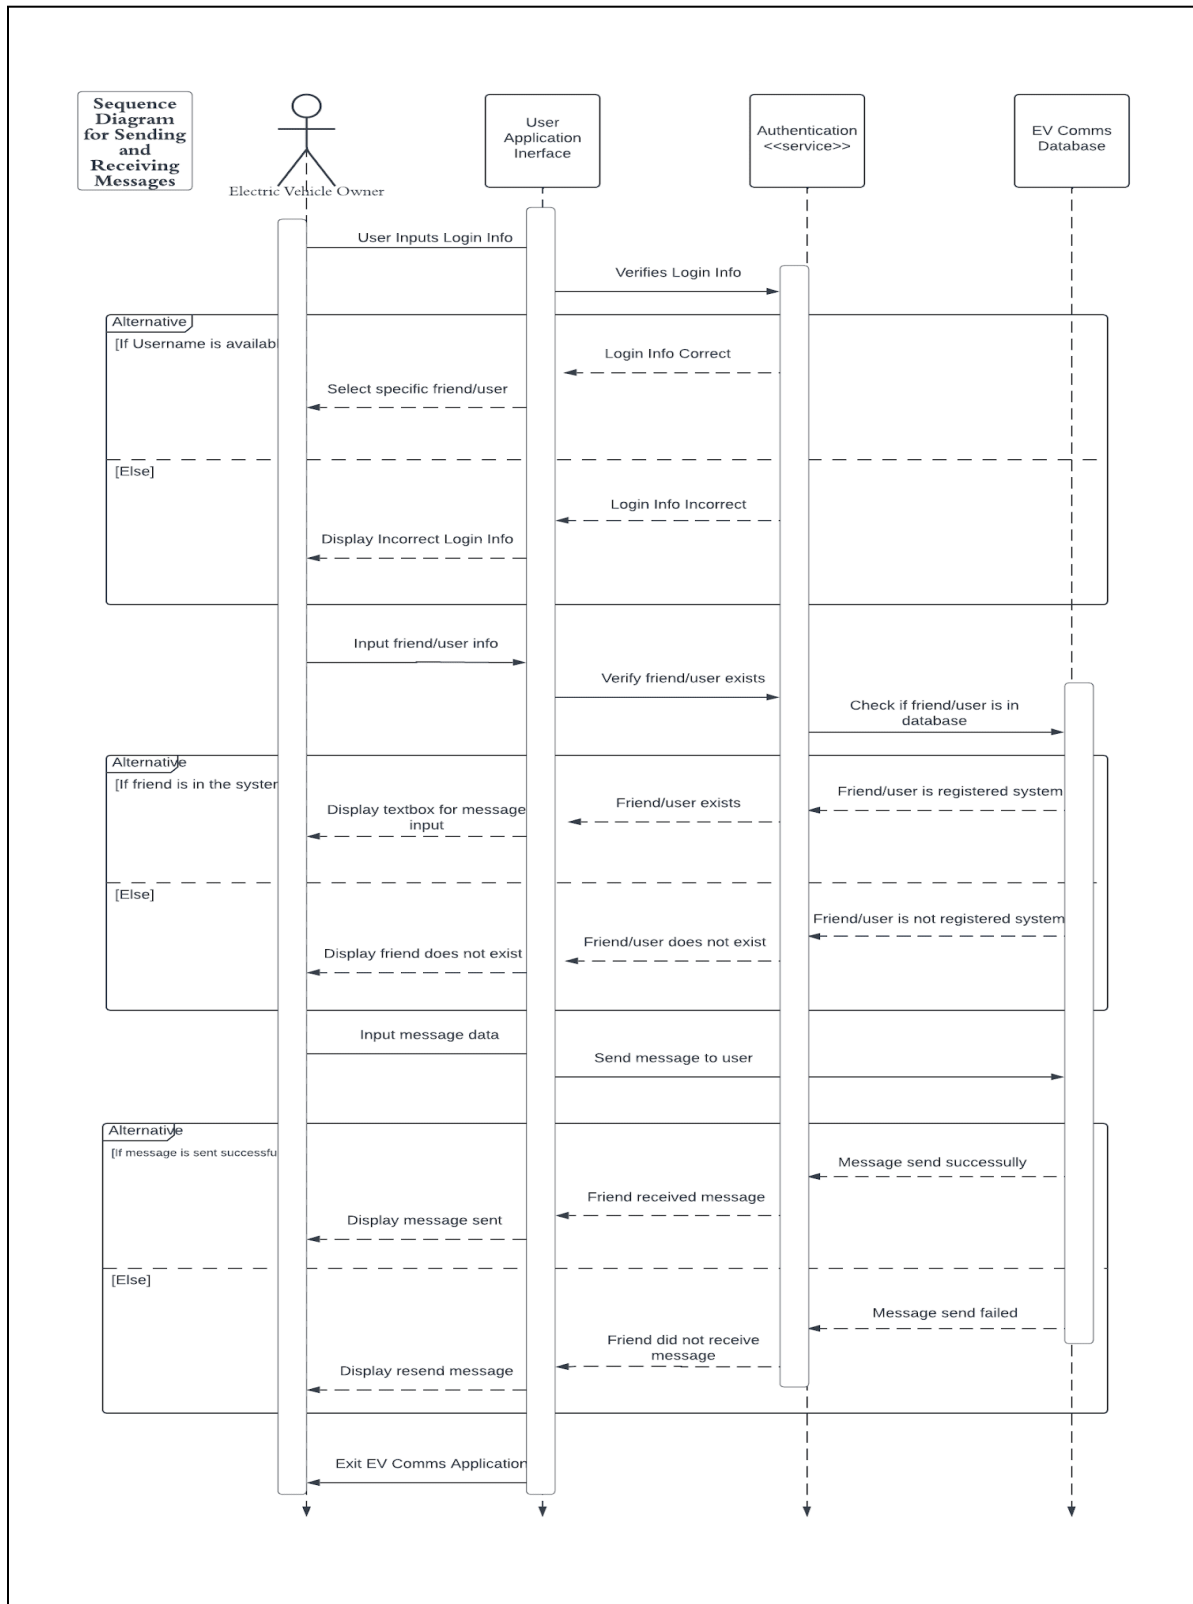 Sequence
Diagram
for Sending
and
Receiving
Messages
Electric Vehicle Owner
User
Application
Inerface
Authentication
<<service>>
EV Comms
Database
User Inputs Login Info
Verifies Login Info
Alternative
[If Username is availab
Login Info Correct
Select specific friend/user
[Else]
Login Info Incorrect
Display Incorrect Login Info
Input friend/user info
Verify friend/user exists
Check if friend/user is in
database
Alternative
[If friend is in the syster
Friend/user is registered system
Friend/user exists
Display textbox for message
input
[Else]
Friend/user is not registered system
Friend/user does not exist
Display friend does not exist
Input message data
Send message to user
Alternative
[If message is sent successfu
Message send successully
Friend received message
Display message sent
[Else]
Message send failed
Friend did not receive
message
Display resend message
Exit EV Comms Application